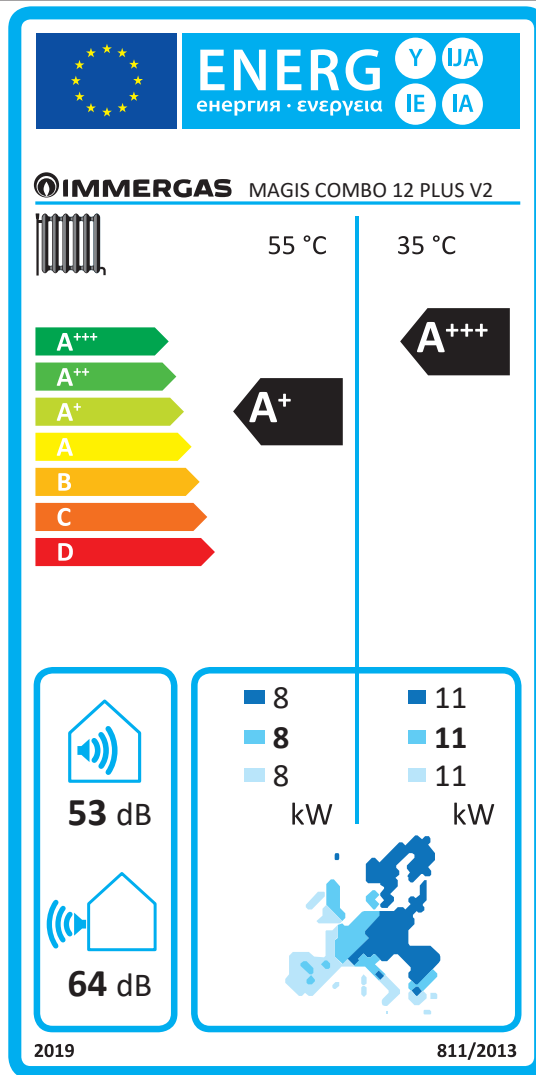 ENERG Y IJA
енергия · ενεργεια IE IA
IMMERGAS MAGIS COMBO 12 PLUS V2
55 °C 35 °C
A+++
A+++
A++
A+
A+
A
B
C
D
8 11
8 11
8 11
kW kW
53 dB
64 dB
2019 811/2013